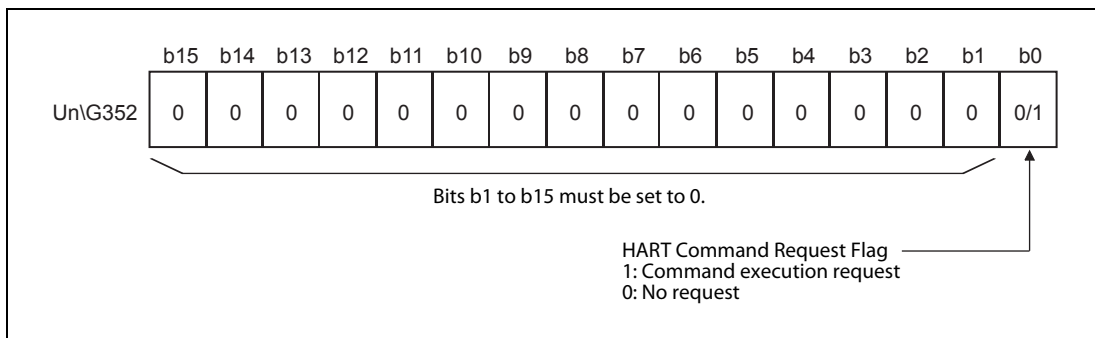 b15 b14 b13 b12 b11 b10 b9 b8 b7 b6 b5 b4 b3 b2 b1 b0
Un\G352 0 0 0 0 0 0 0 0 0 0 0 0 0 0 0 0/1
Bits b1 to b15 must be set to 0.
HART Command Request Flag
1: Command execution request
0: No request